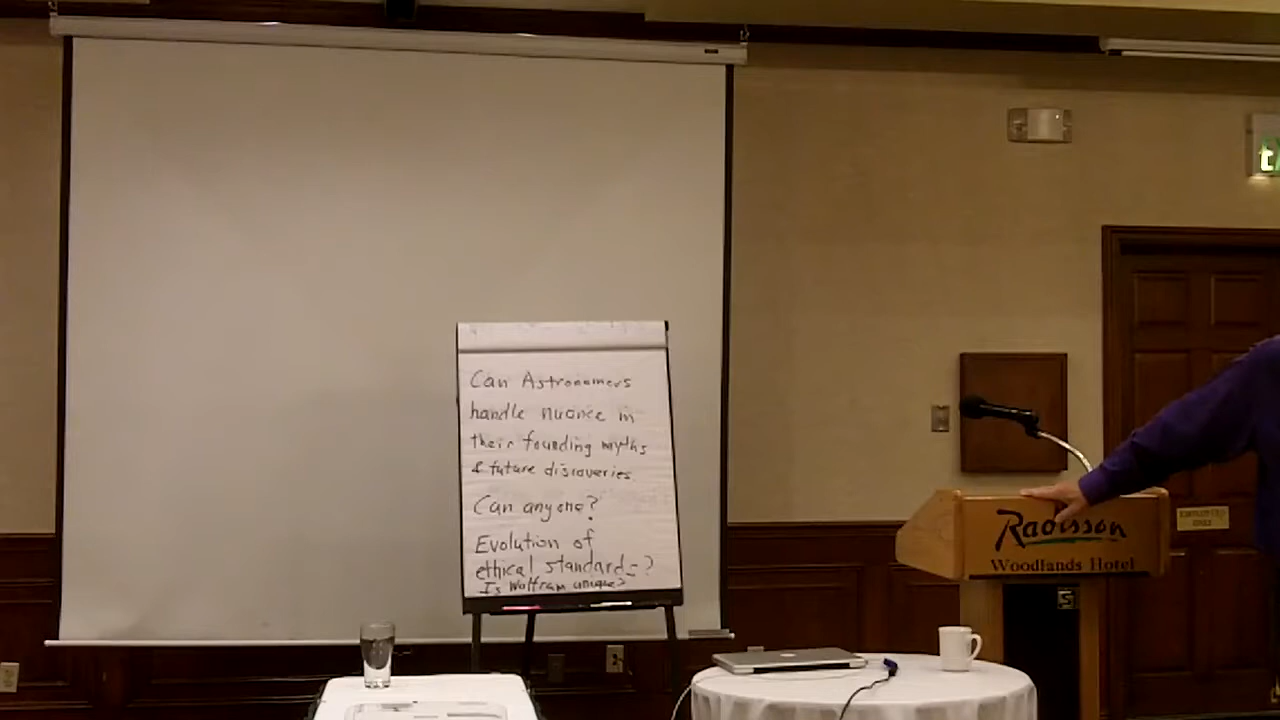 Can Astronomers
handle nuance in
their founding myths
& future discoveries.
Can anyone?
Evolution of
ethical standards?
Is Wolfram unique?
Radisson
Woodlands Hotel